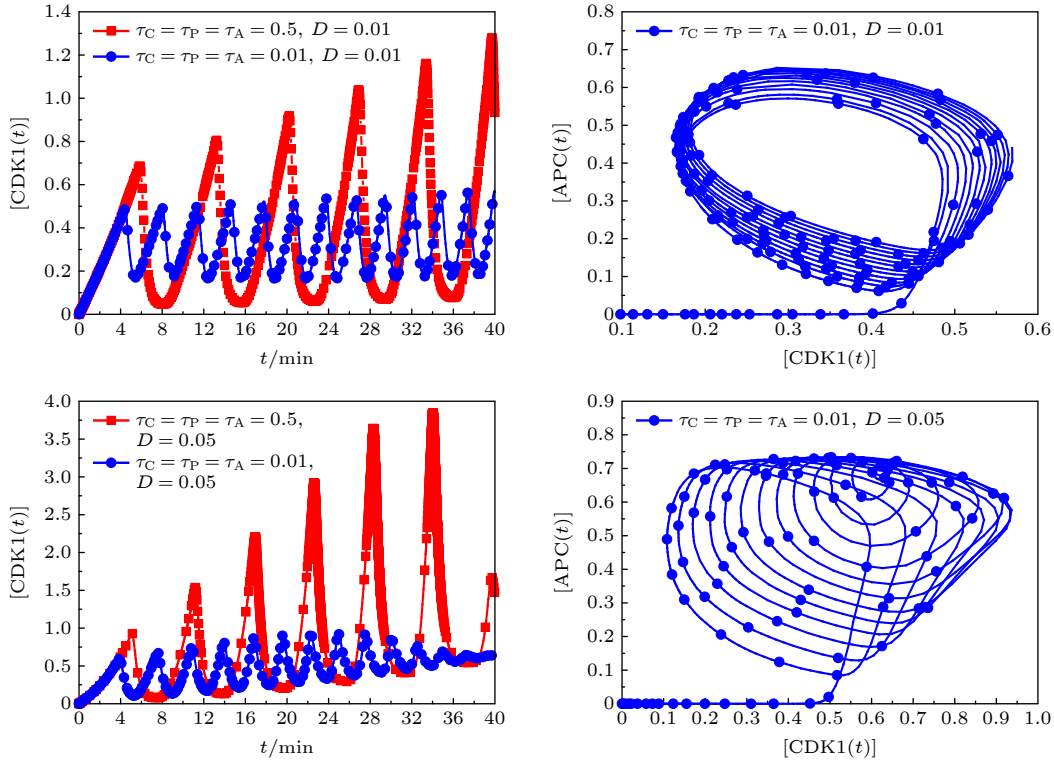 τC = τP = τA = 0.5, D = 0.01
τC = τP = τA = 0.01, D = 0.01
[CDK1(t)]
1.4
1.2
1.0
0.8
0.6
0.4
0.2
0
0 4 8 12 16 20 24 28 32 36 40
t/min
τC = τP = τA = 0.01, D = 0.01
[APC(t)]
0.8
0.7
0.6
0.5
0.4
0.3
0.2
0.1
0
0.1 0.2 0.3 0.4 0.5 0.6
[CDK1(t)]
τC = τP = τA = 0.5,
D = 0.05
τC = τP = τA = 0.01,
D = 0.05
[CDK1(t)]
4.0
3.5
3.0
2.5
2.0
1.5
1.0
0.5
0
0 4 8 12 16 20 24 28 32 36 40
t/min
τC = τP = τA = 0.01, D = 0.05
[APC(t)]
0.9
0.8
0.7
0.6
0.5
0.4
0.3
0.2
0.1
0
0 0.1 0.2 0.3 0.4 0.5 0.6 0.7 0.8 0.9 1.0
[CDK1(t)]